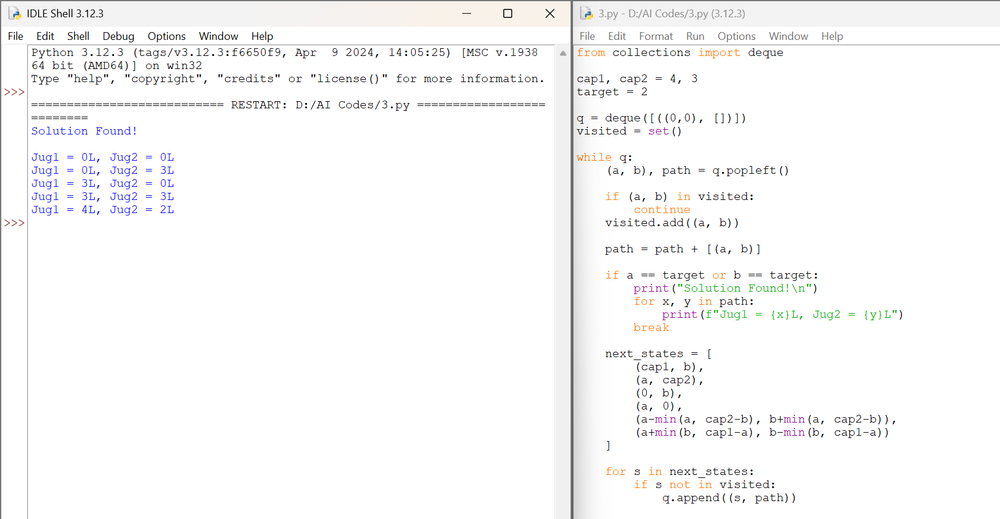 IDLE Shell 3.12.3
File Edit Shell Debug Options Window Help
Python 3.12.3 (tags/v3.12.3:f6650f9, Apr  9 2024, 14:05:25) [MSC v.1938
64 bit (AMD64)] on win32
Type "help", "copyright", "credits" or "license()" for more information.
>>>
=========================== RESTART: D:/AI Codes/3.py ==================
========
Solution Found!

Jug1 = 0L, Jug2 = 0L
Jug1 = 0L, Jug2 = 3L
Jug1 = 3L, Jug2 = 0L
Jug1 = 3L, Jug2 = 3L
Jug1 = 4L, Jug2 = 2L
>>>
3.py - D:/AI Codes/3.py (3.12.3)
File Edit Format Run Options Window Help
from collections import deque

cap1, cap2 = 4, 3
target = 2

q = deque([((0,0), [])])
visited = set()

while q:
    (a, b), path = q.popleft()

    if (a, b) in visited:
        continue
    visited.add((a, b))

    path = path + [(a, b)]

    if a == target or b == target:
        print("Solution Found!\n")
        for x, y in path:
            print(f"Jug1 = {x}L, Jug2 = {y}L")
        break

    next_states = [
        (cap1, b),
        (a, cap2),
        (0, b),
        (a, 0),
        (a-min(a, cap2-b), b+min(a, cap2-b)),
        (a+min(b, cap1-a), b-min(b, cap1-a))
    ]

    for s in next_states:
        if s not in visited:
            q.append((s, path))